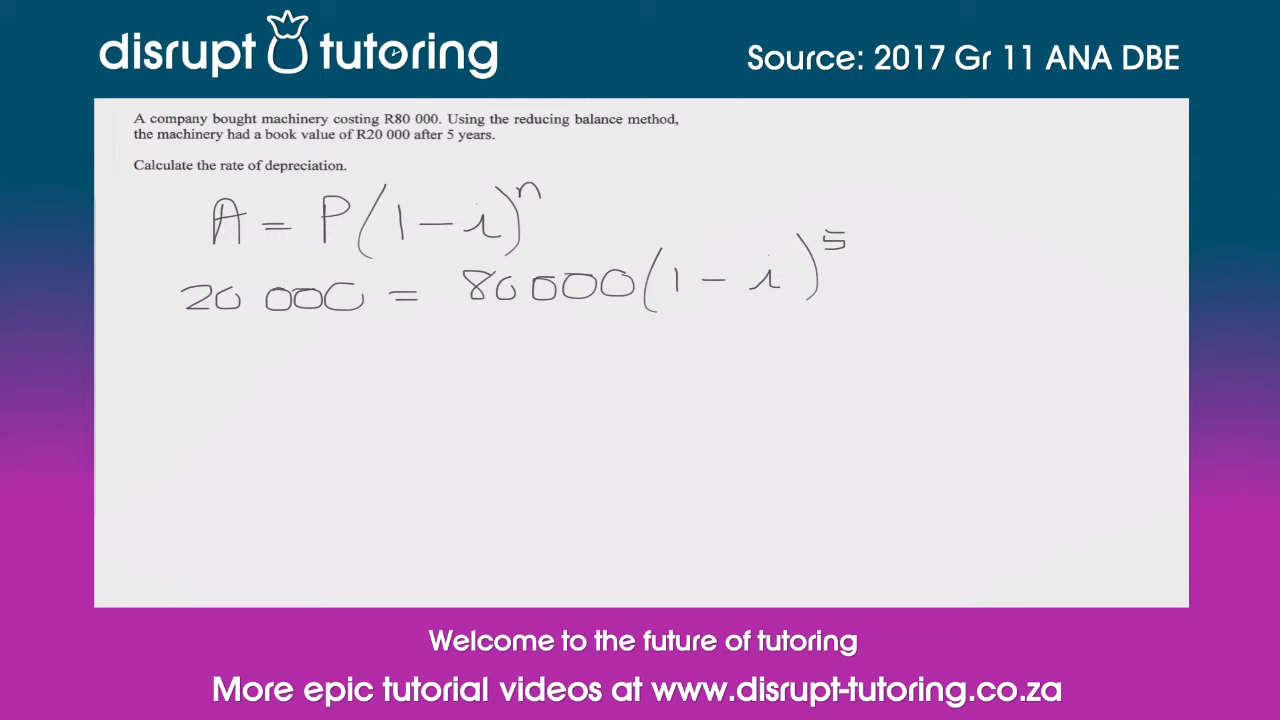 disrupt tutoring
Source: 2017 Gr 11 ANA DBE
A company bought machinery costing R80 000. Using the reducing balance method,
the machinery had a book value of R20 000 after 5 years.
Calculate the rate of depreciation.
A = P(1 - i)^n
20 000 = 80 000(1 - i)^5
Welcome to the future of tutoring
More epic tutorial videos at www.disrupt-tutoring.co.za